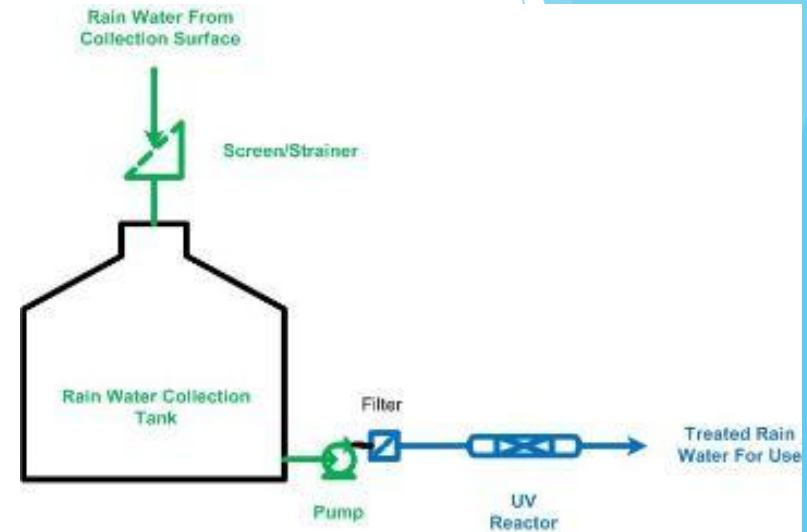 Rain Water From
Collection Surface
Screen/Strainer
Rain Water Collection
Tank
Filter
Treated Rain
Water For Use
Pump
UV
Reactor